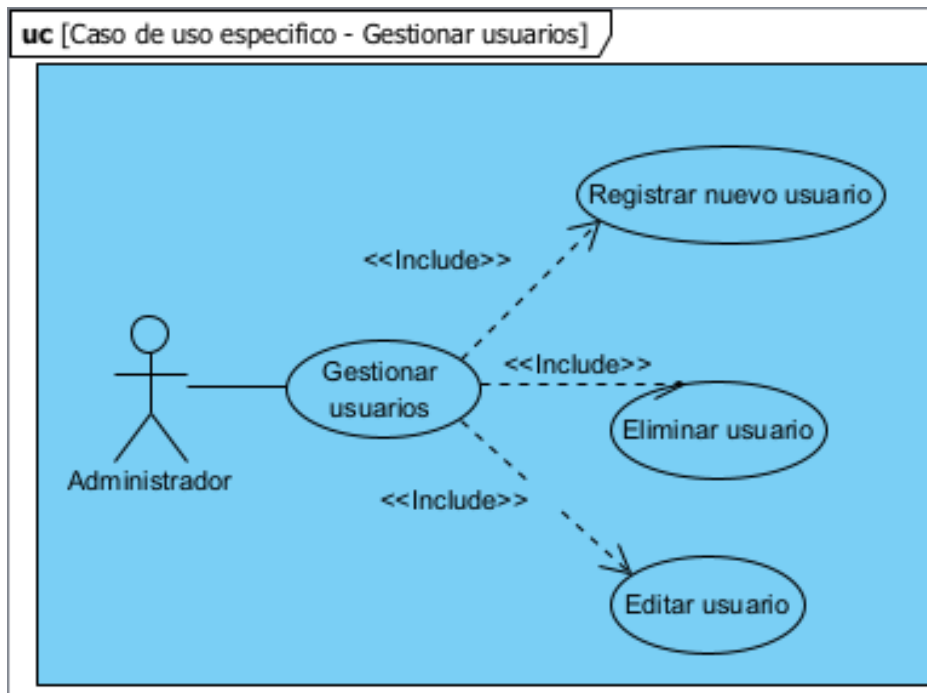 uc [Caso de uso especifico - Gestionar usuarios]
Registrar nuevo usuario
<<Include>>
<<Include>>
Gestionar
usuarios
Eliminar usuario
Administrador
<<Include>>
Editar usuario